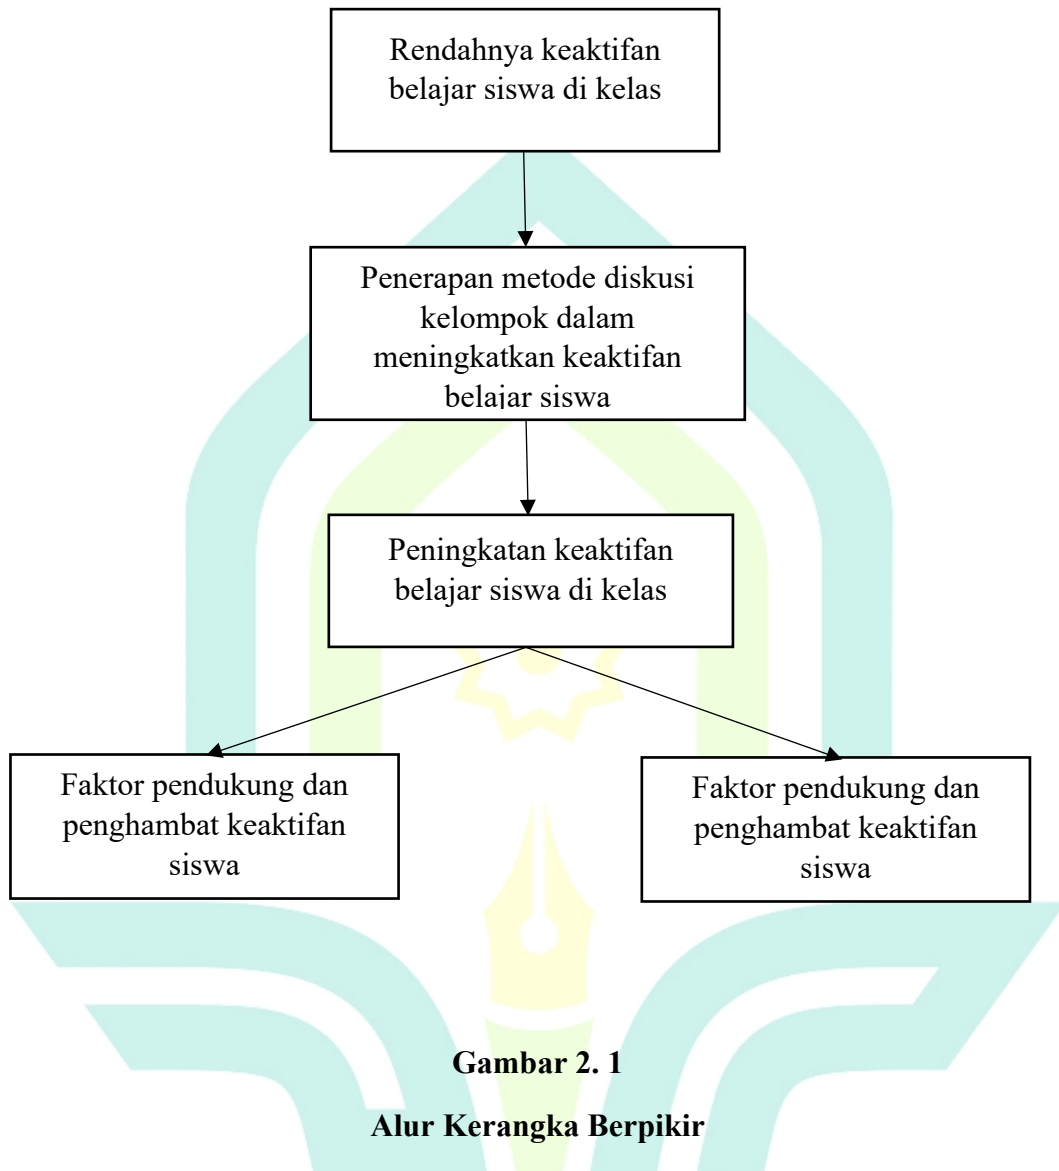 Rendahnya keaktifan
belajar siswa di kelas
Penerapan metode diskusi
kelompok dalam
meningkatkan keaktifan
belajar siswa
Peningkatan keaktifan
belajar siswa di kelas
Faktor pendukung dan
penghambat keaktifan
siswa
Faktor pendukung dan
penghambat keaktifan
siswa
Gambar 2. 1
Alur Kerangka Berpikir